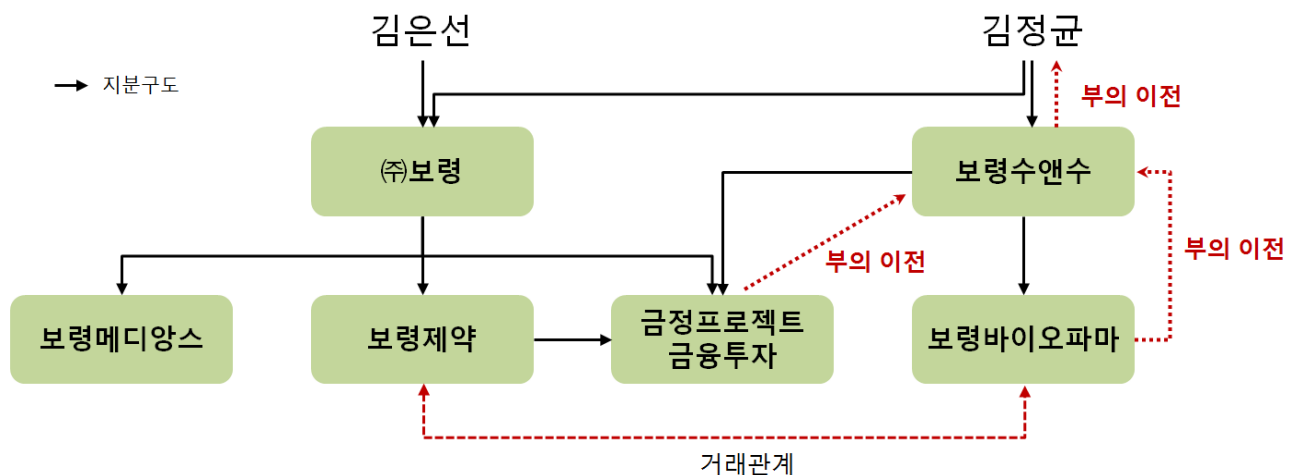 김은선
김정균
지분구도
부의 이전
㈜보령
보령수앤수
부의 이전
부의 이전
보령메디앙스
보령제약
금정프로젝트
금융투자
보령바이오파마
거래관계